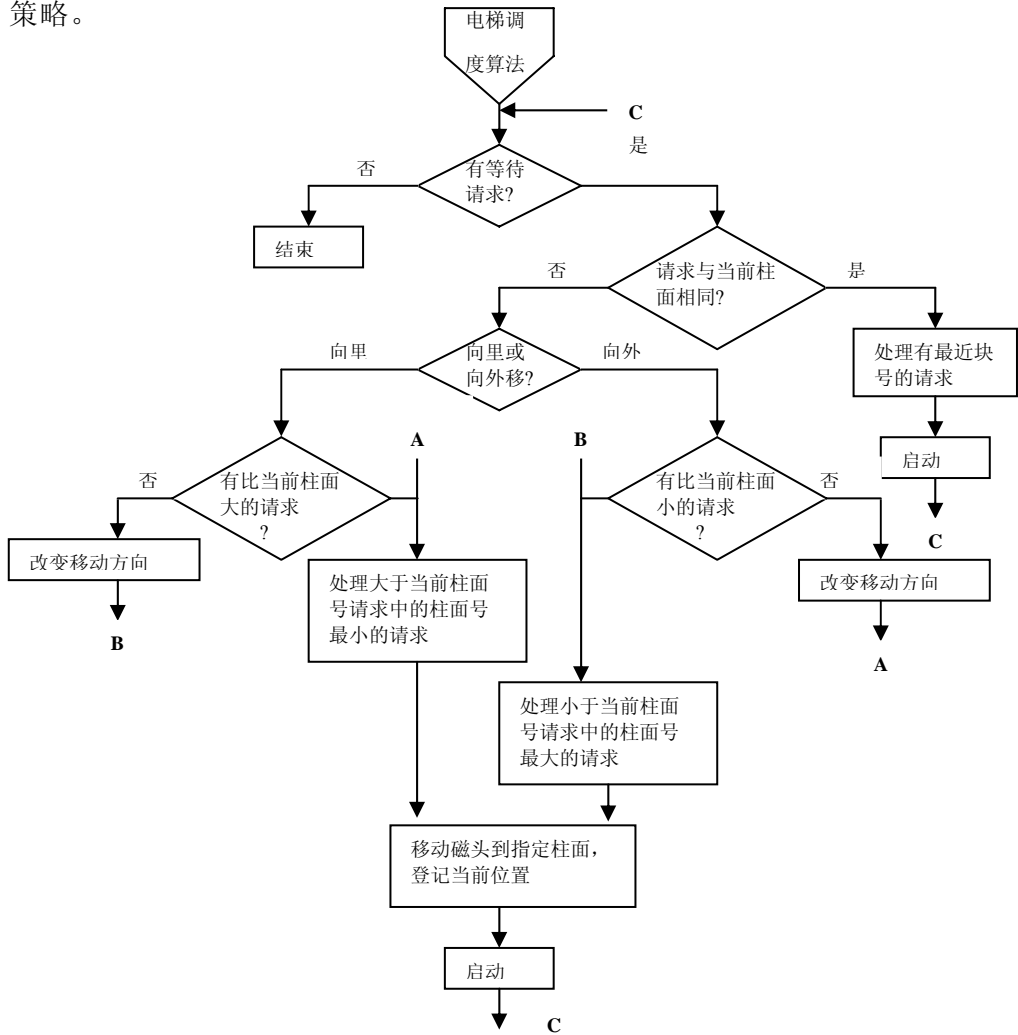 策略。
电梯调
度算法
C
是
否
有等待
请求?
结束
否
请求与当前柱
面相同?
是
向里
向里或
向外移?
向外
处理有最近块
号的请求
A
B
启动
否
有比当前柱面
大的请求
?
有比当前柱面
小的请求
?
否
C
改变移动方向
处理大于当前柱面
号请求中的柱面号
最小的请求
改变移动方向
B
A
处理小于当前柱面
号请求中的柱面号
最大的请求
移动磁头到指定柱面，
登记当前位置
启动
C